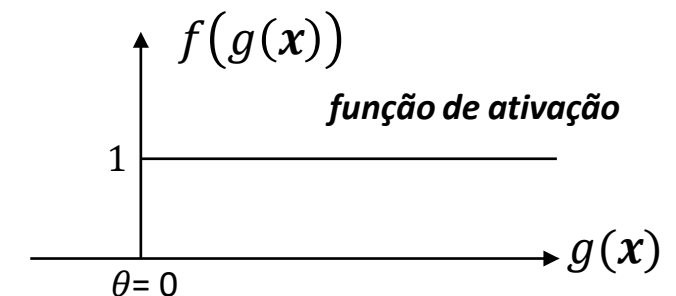 f(g(x))
função de ativação
1
g(x)
θ= 0